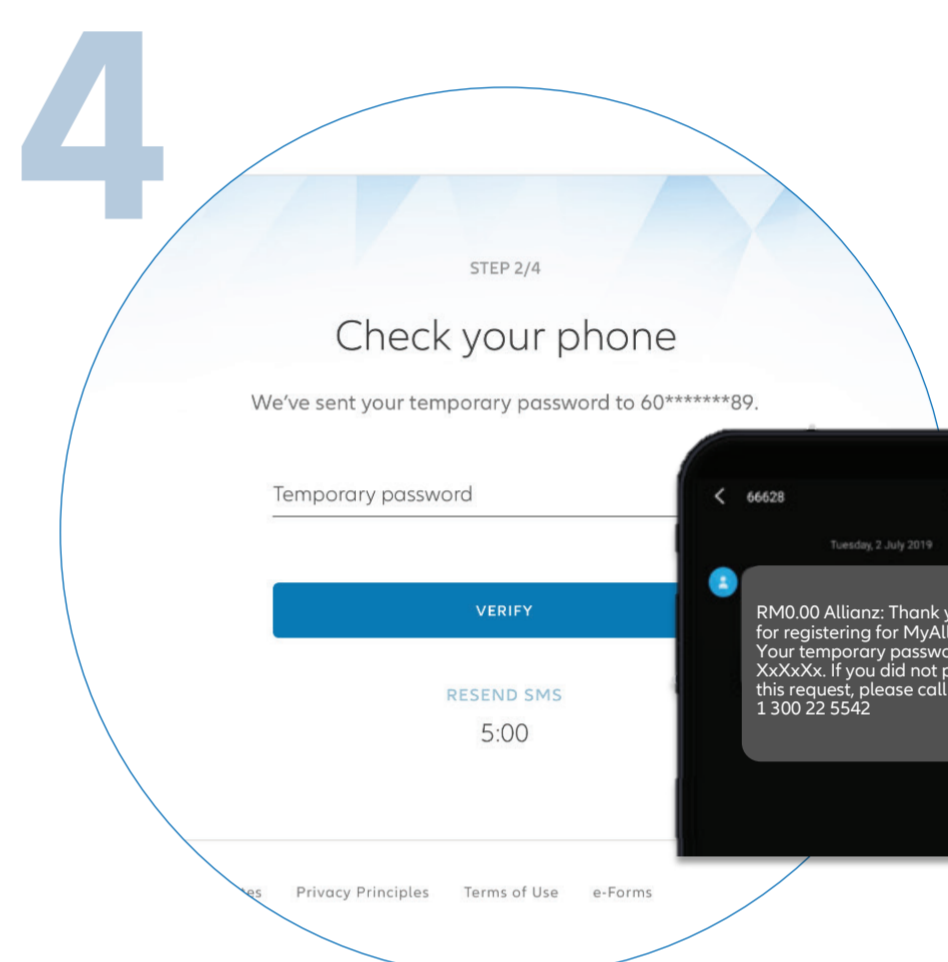 4
STEP 2/4
Check your phone
We've sent your temporary password to 60*******89.
Temporary password
VERIFY
RESEND SMS
5:00
Privacy Principles Terms of Use e-Forms
66628
Tuesday, 2 July 2019
RM0.00 Allianz: Thank
for registering for
Your temporary
XxXxXx. If you did not
this request, please call
1 300 22 5542